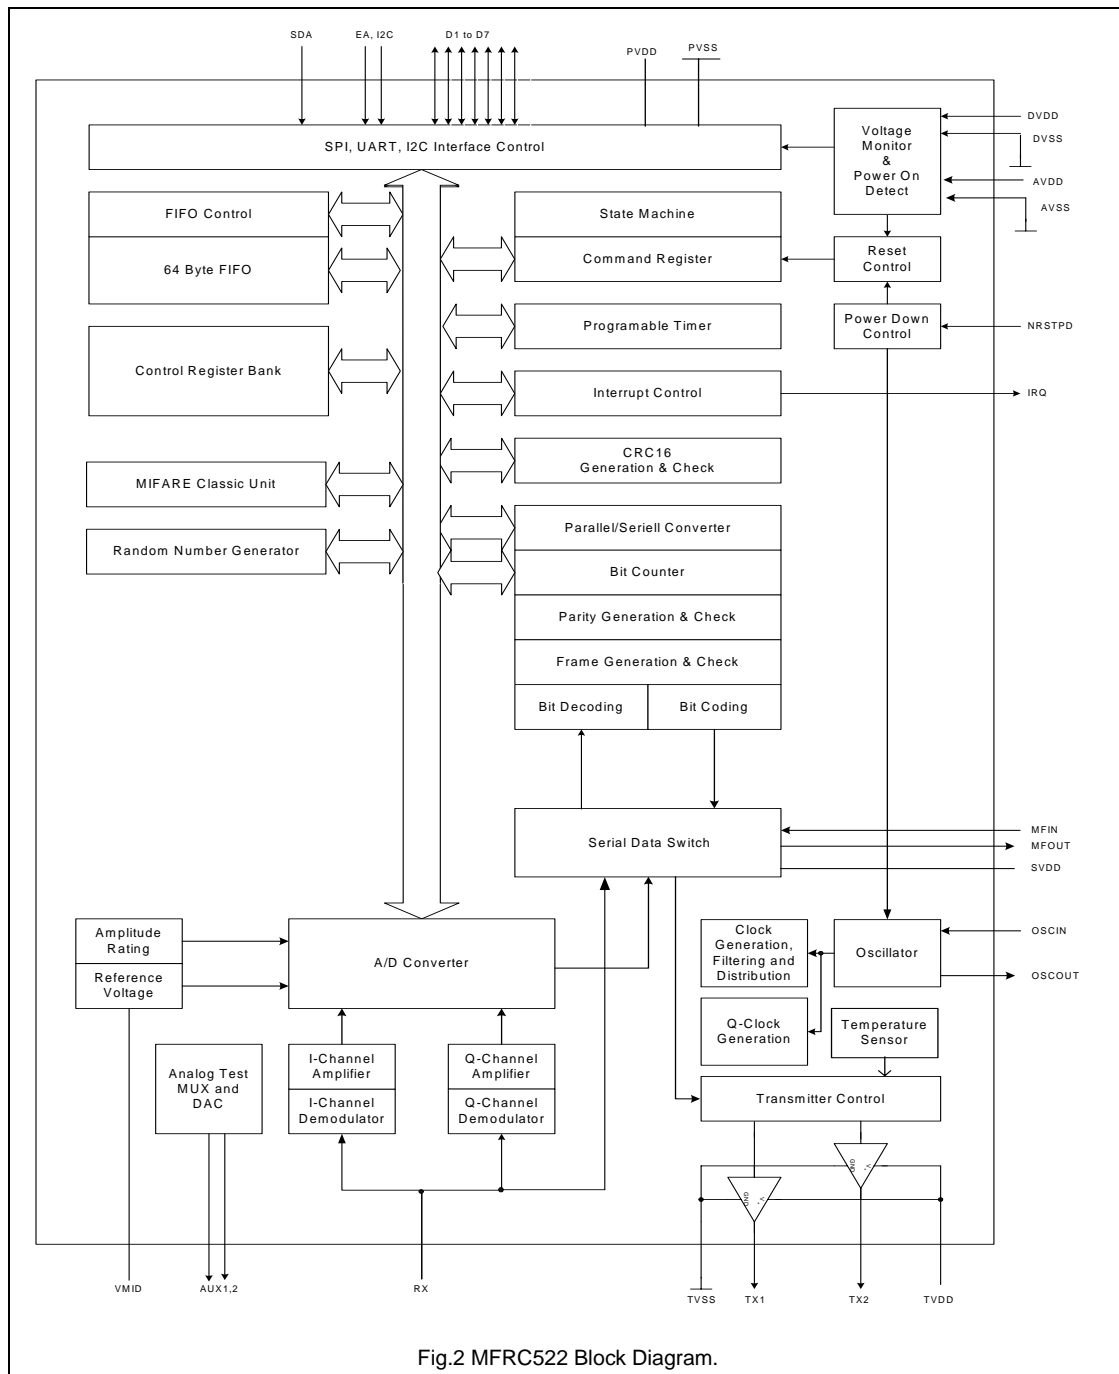 SDA
EA, I2C
D1 to D7
PVDD
PVSS
SPI, UART, I2C Interface Control
Voltage
Monitor
&
Power On
Detect
DVDD
DVSS
AVDD
AVSS
FIFO Control
64 Byte FIFO
State Machine
Command Register
Reset
Control
Control Register Bank
Programable Timer
Power Down
Control
NRSTPD
Interrupt Control
IRQ
CRC16
Generation & Check
MIFARE Classic Unit
Random Number Generator
Parallel/Seriell Converter
Bit Counter
Parity Generation & Check
Frame Generation & Check
Bit Decoding
Bit Coding
Serial Data Switch
MFIN
MFOUT
SVDD
Amplitude
Rating
Reference
Voltage
A/D Converter
Clock
Generation,
Filtering and
Distribution
Oscillator
OSCIN
OSCOUT
Q-Clock
Generation
Temperature
Sensor
Analog Test
MUX and
DAC
I-Channel
Amplifier
I-Channel
Demodulator
Q-Channel
Amplifier
Q-Channel
Demodulator
Transmitter Control
V+
GND
V+
GND
VMID
AUX1,2
RX
TVSS
TX1
TX2
TVDD
Fig.2 MFRC522 Block Diagram.